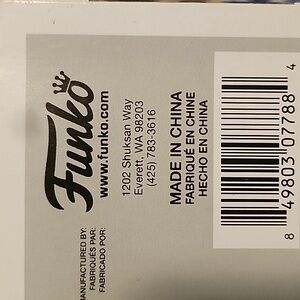 MANUFACTURED BY:
FABRIQUÉS PAR:
FABRICADO POR:
Funko
www.funko.com
1202 Shuksan Way
Everett, WA 98203
(425) 783-3616
MADE IN CHINA
FABRIQUÉ EN CHINE
HECHO EN CHINA
8 49803 07788 4